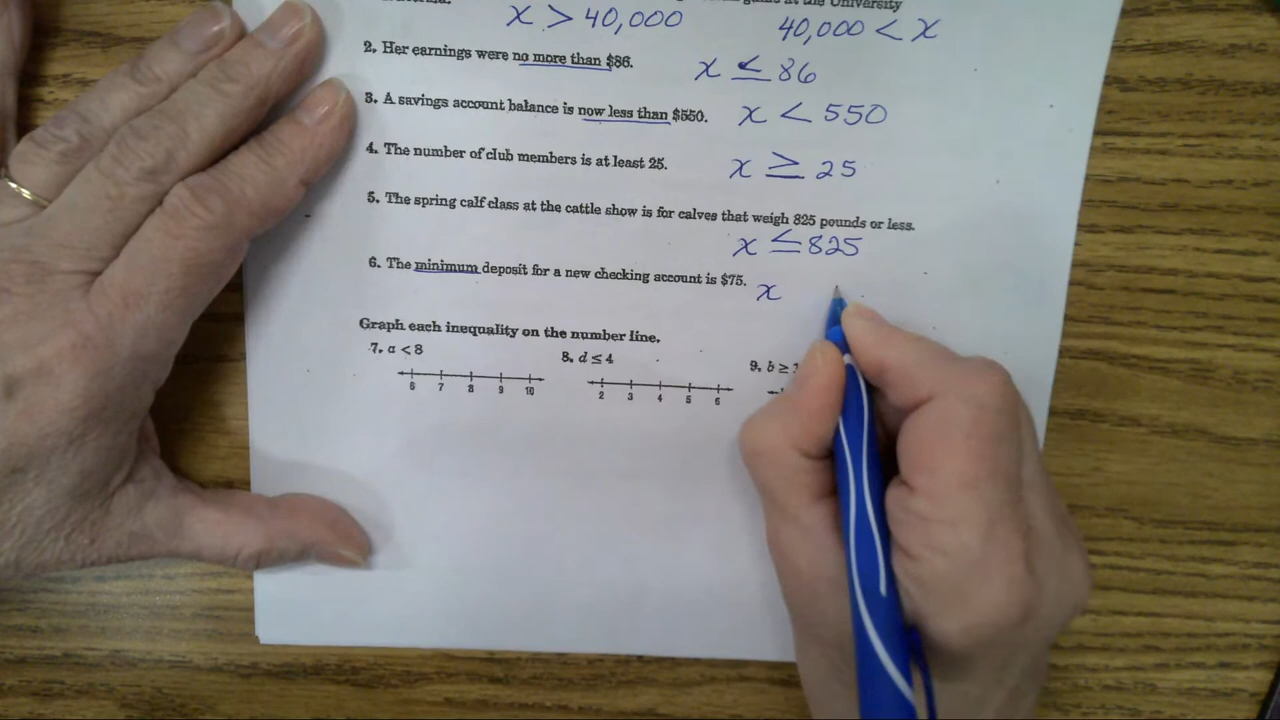 at the University
x > 40,000 40,000 < x
2. Her earnings were no more than $86. x ≤ 86
3. A savings account balance is now less than $550. x < 550
4. The number of club members is at least 25. x ≥ 25
5. The spring calf class at the cattle show is for calves that weigh 825 pounds or less.
x ≤ 825
6. The minimum deposit for a new checking account is $75. x
Graph each inequality on the number line.
7. a < 8 8. d ≤ 4 9. b ≥
6 7 8 9 10 2 3 4 5 6